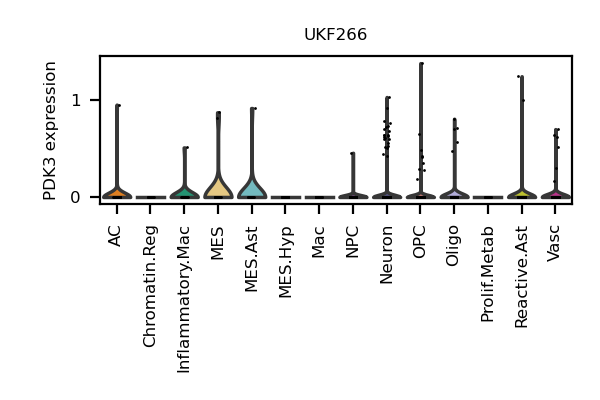 UKF266
PDK3 expression
1
0
AC
Chromatin.Reg
Inflammatory.Mac
MES
MES.Ast
MES.Hyp
Mac
NPC
Neuron
OPC
Oligo
Prolif.Metab
Reactive.Ast
Vasc